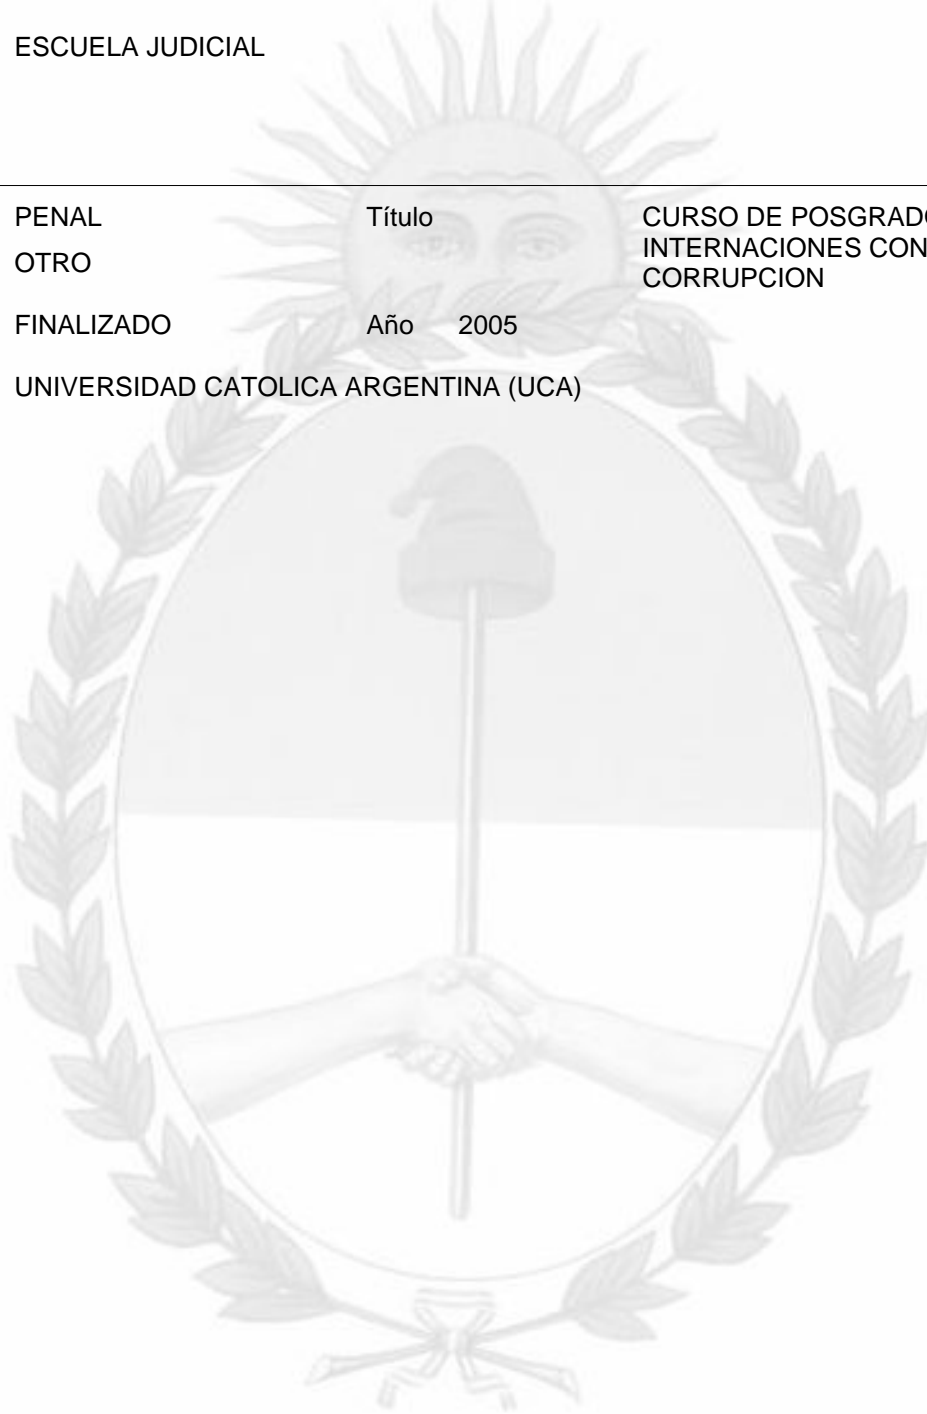 ESCUELA JUDICIAL
PENAL Título CURSO DE POSGRADO
OTRO INTERNACIONES CON
CORRUPCION
FINALIZADO Año 2005
UNIVERSIDAD CATOLICA ARGENTINA (UCA)